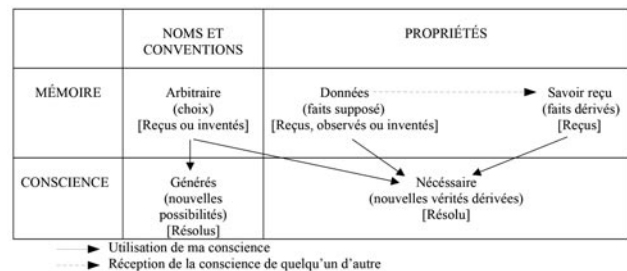 NOMS ET
CONVENTIONS
PROPRIÉTÉS
MÉMOIRE
Arbitraire
(choix)
[Reçus ou inventés]
Données
(faits supposé)
[Reçus, observés ou inventés]
Savoir reçu
(faits dérivés)
[Reçus]
CONSCIENCE
Générés
(nouvelles
possibilités)
[Résolus]
Nécéssaire
(nouvelles vérités dérivées)
[Résolu]
Utilisation de ma conscience
Réception de la conscience de quelqu'un d'autre